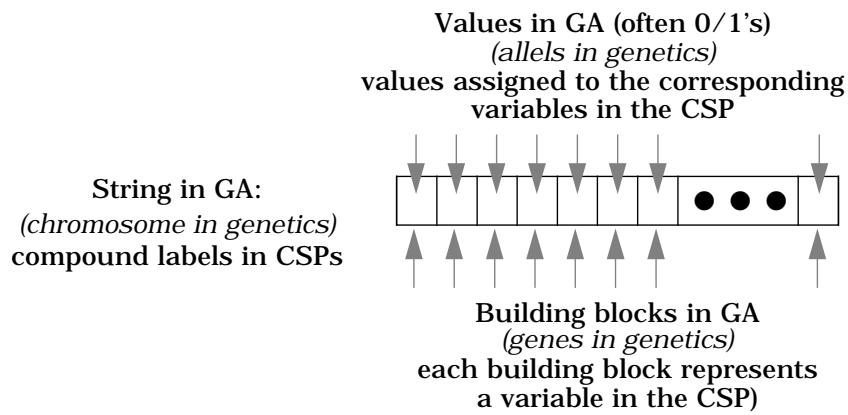 Values in GA (often 0/1's)
(allels in genetics)
values assigned to the corresponding
variables in the CSP
String in GA:
(chromosome in genetics)
compound labels in CSPs
Building blocks in GA
(genes in genetics)
each building block represents
a variable in the CSP)